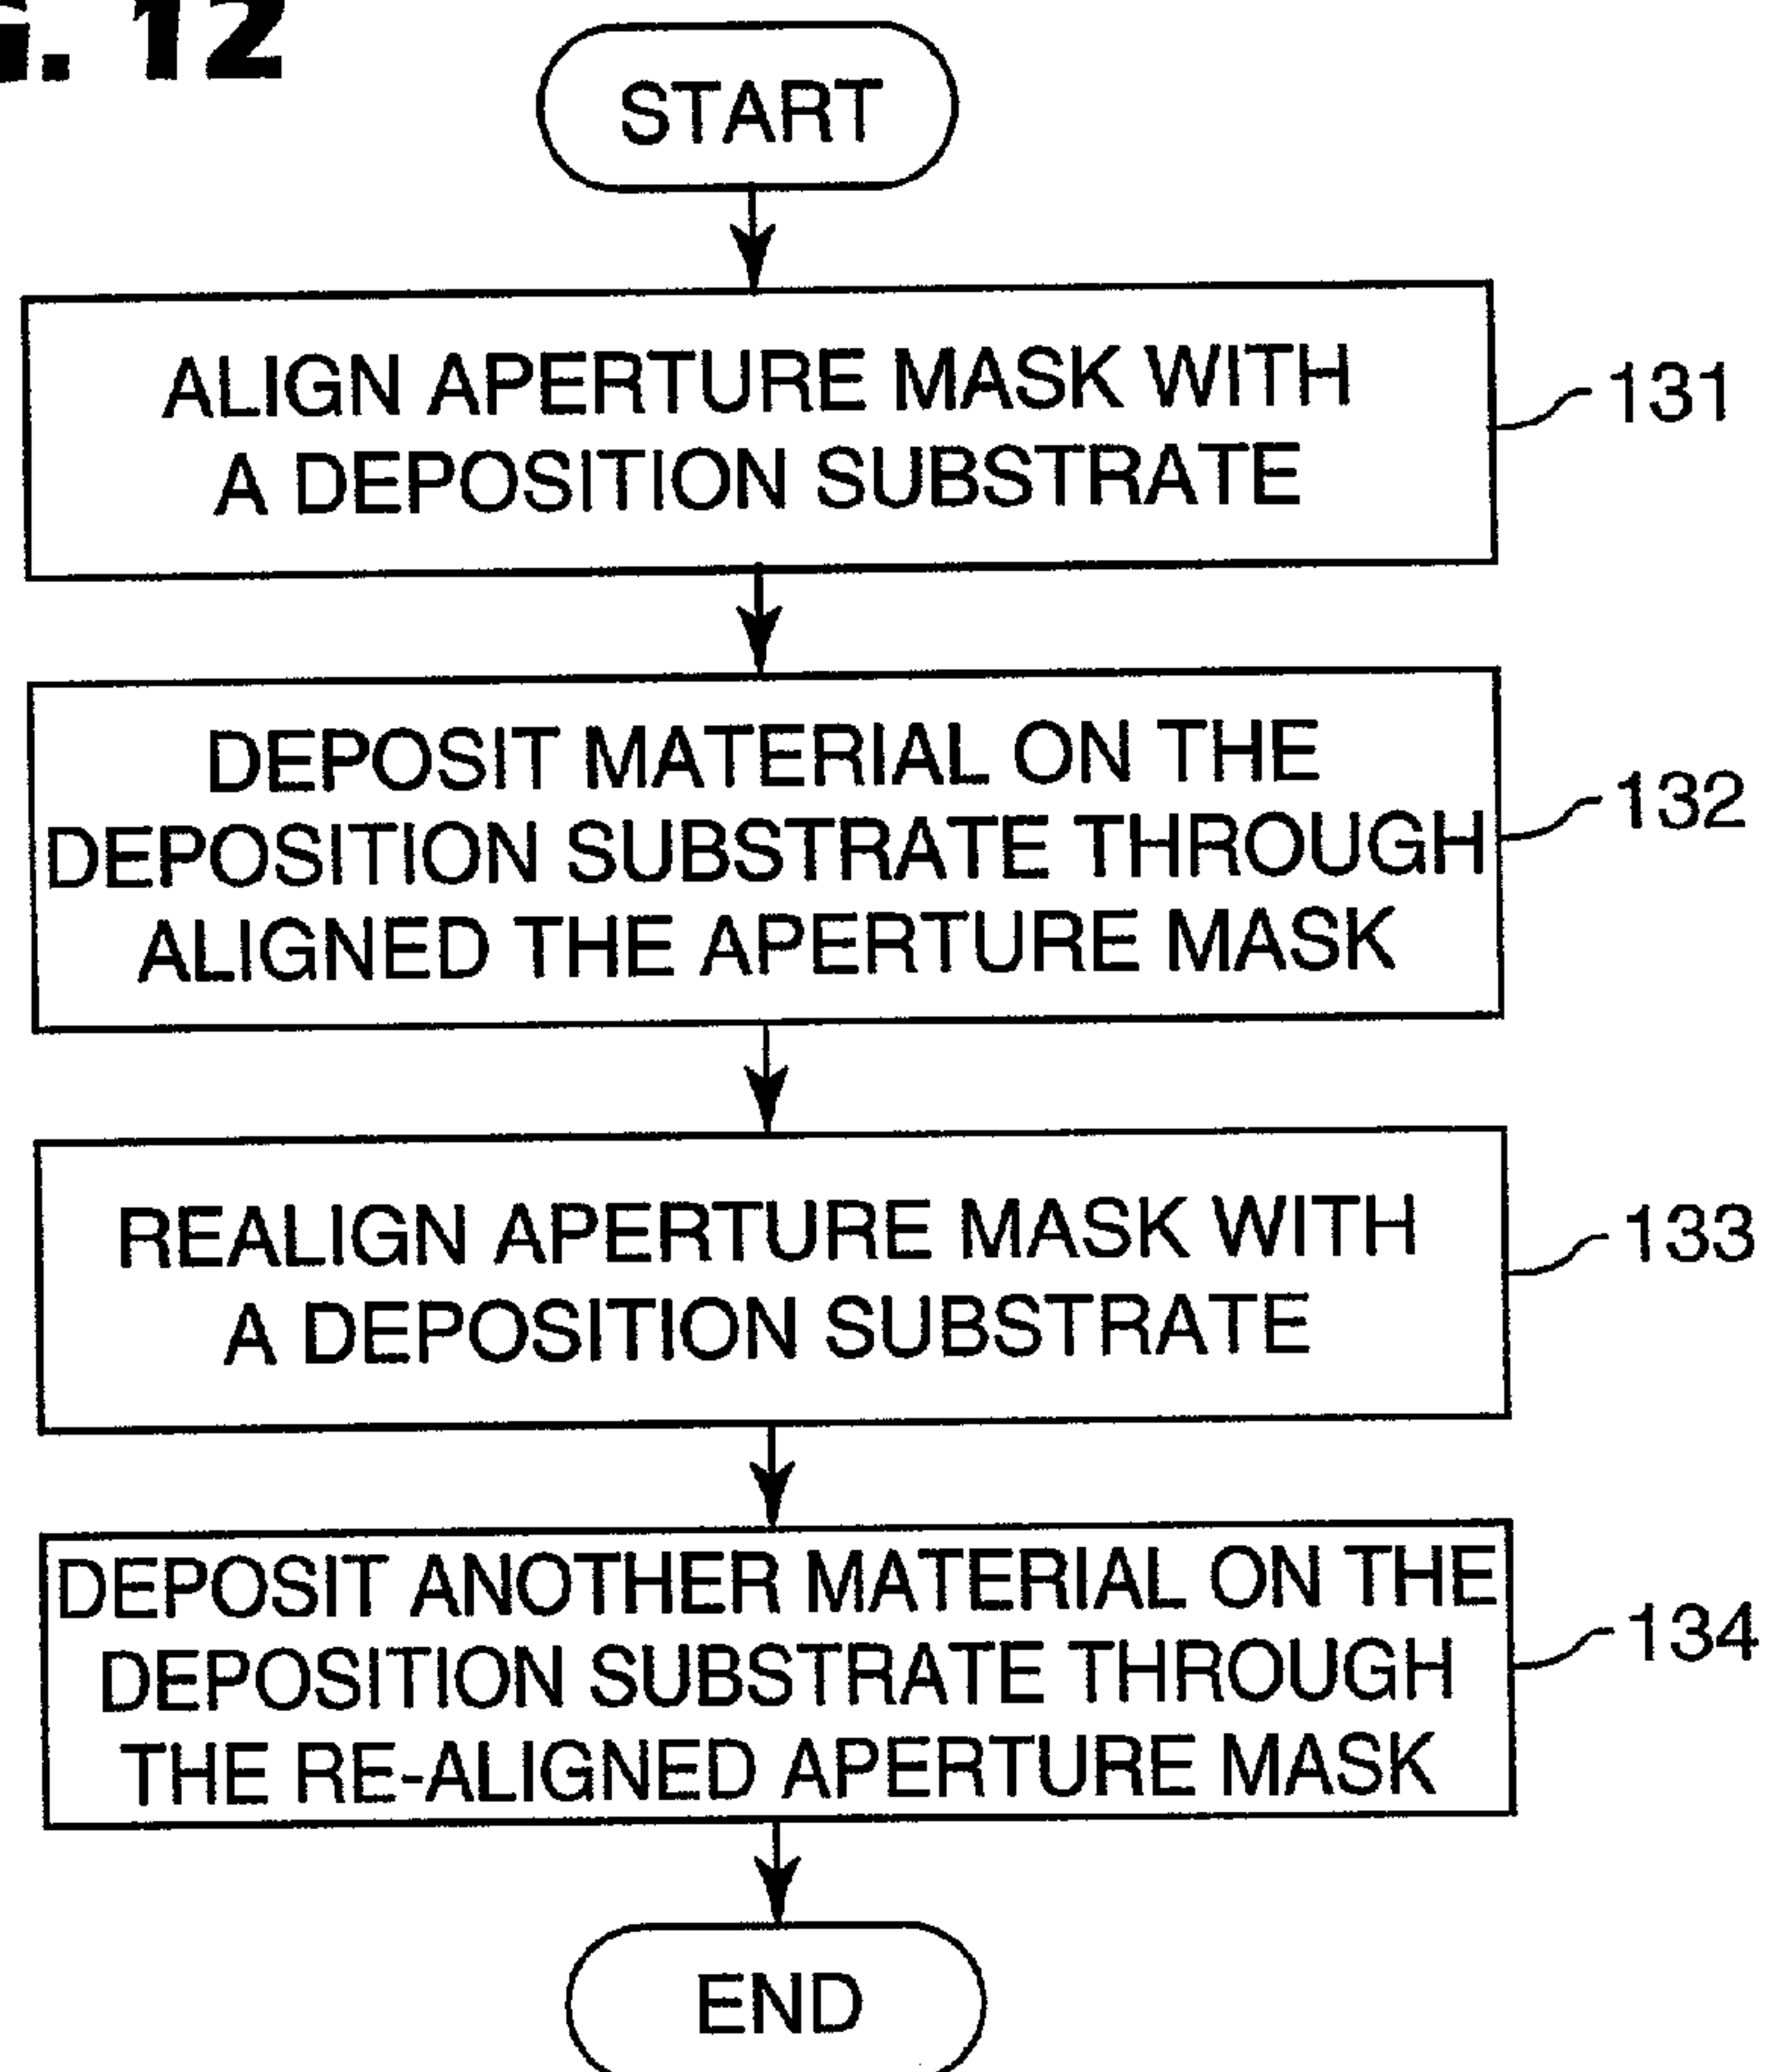 G. 12
START
ALIGN APERTURE MASK WITH
A DEPOSITION SUBSTRATE
131
DEPOSIT MATERIAL ON THE
DEPOSITION SUBSTRATE THROUGH
ALIGNED THE APERTURE MASK
132
REALIGN APERTURE MASK WITH
A DEPOSITION SUBSTRATE
133
DEPOSIT ANOTHER MATERIAL ON THE
DEPOSITION SUBSTRATE THROUGH
THE RE-ALIGNED APERTURE MASK
134
END